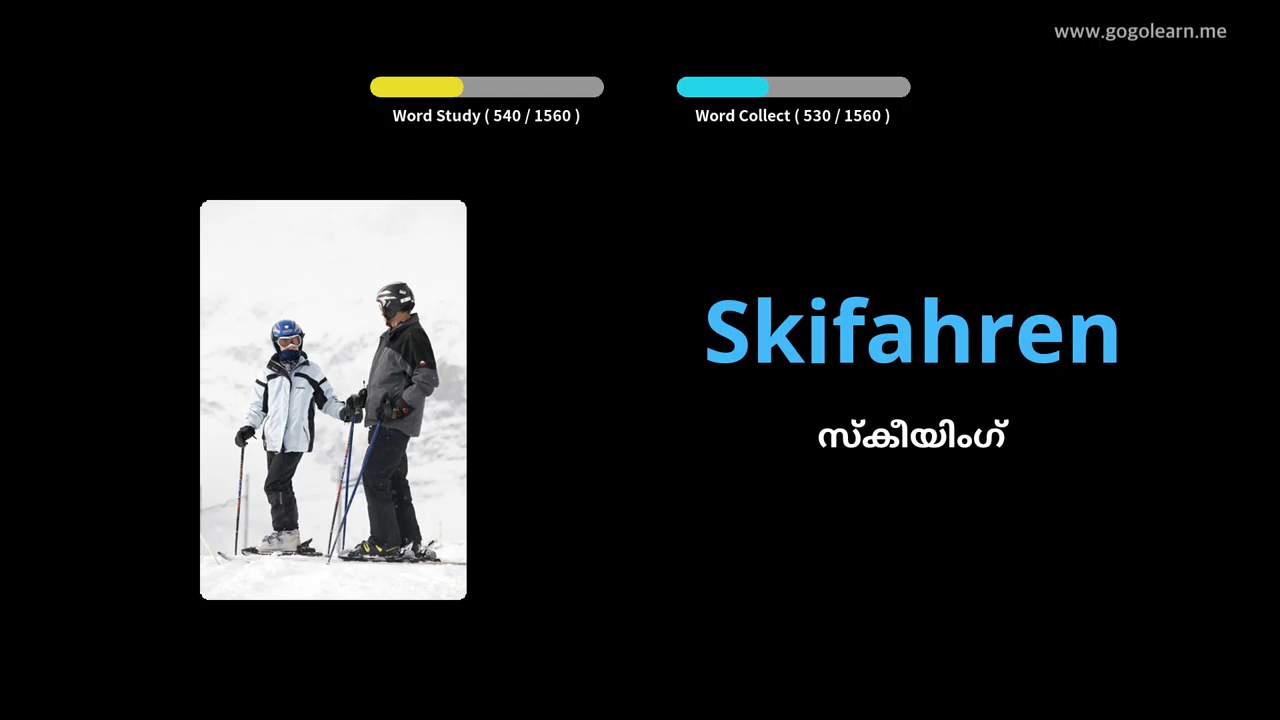 www.gogolearn.me
Word Study ( 540 / 1560 )
Word Collect ( 530 / 1560 )
Skifahren
സ്കീയിംഗ്